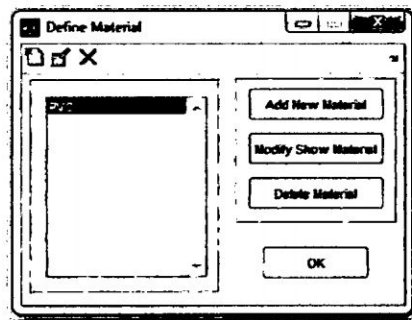 Define Material
Add New Material
Modify Show Material
Delete Material
OK